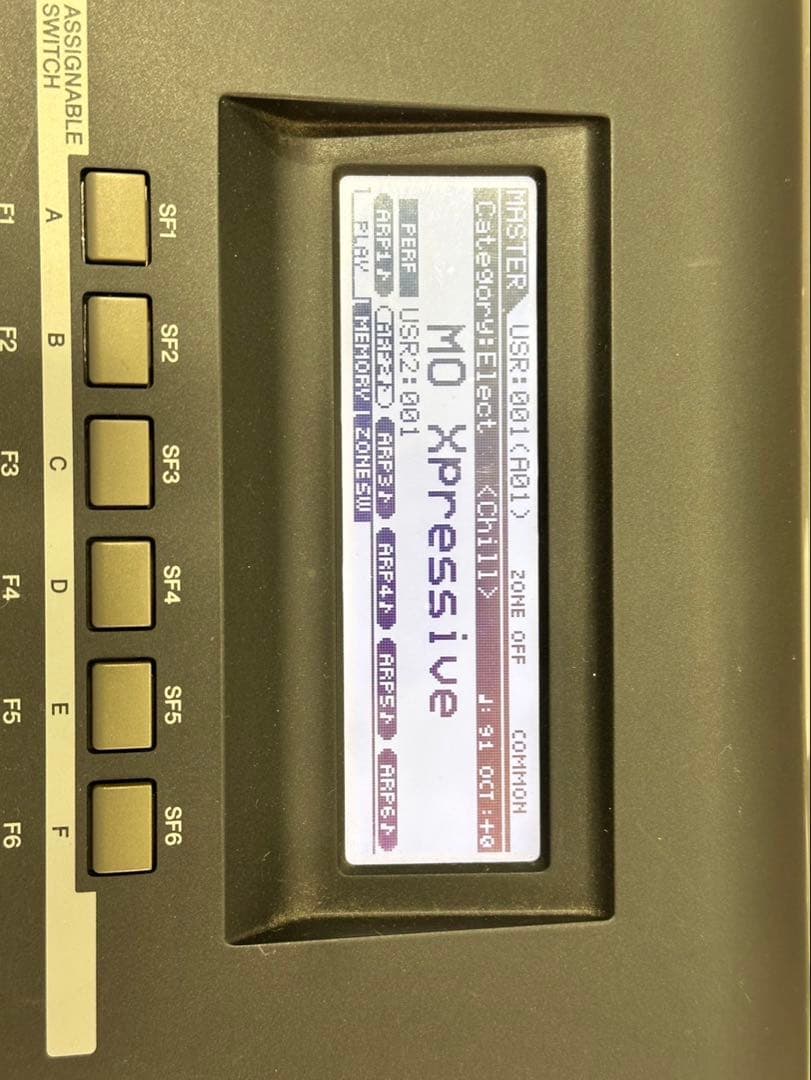 MASTER USR:001(A01) ZONE OFF COMMON
Category:Elect <Chill> ♩: 91 OCT:+0
MO Xpressive
PERF USR2:001
ARP1♪ ARP2♪ ARP3♪ ARP4♪ ARP5♪ ARP6♪
PLAY MEMORY ZONESW
SF1 SF2 SF3 SF4 SF5 SF6
ASSIGNABLE
SWITCH
A B C D E F
F1 F2 F3 F4 F5 F6